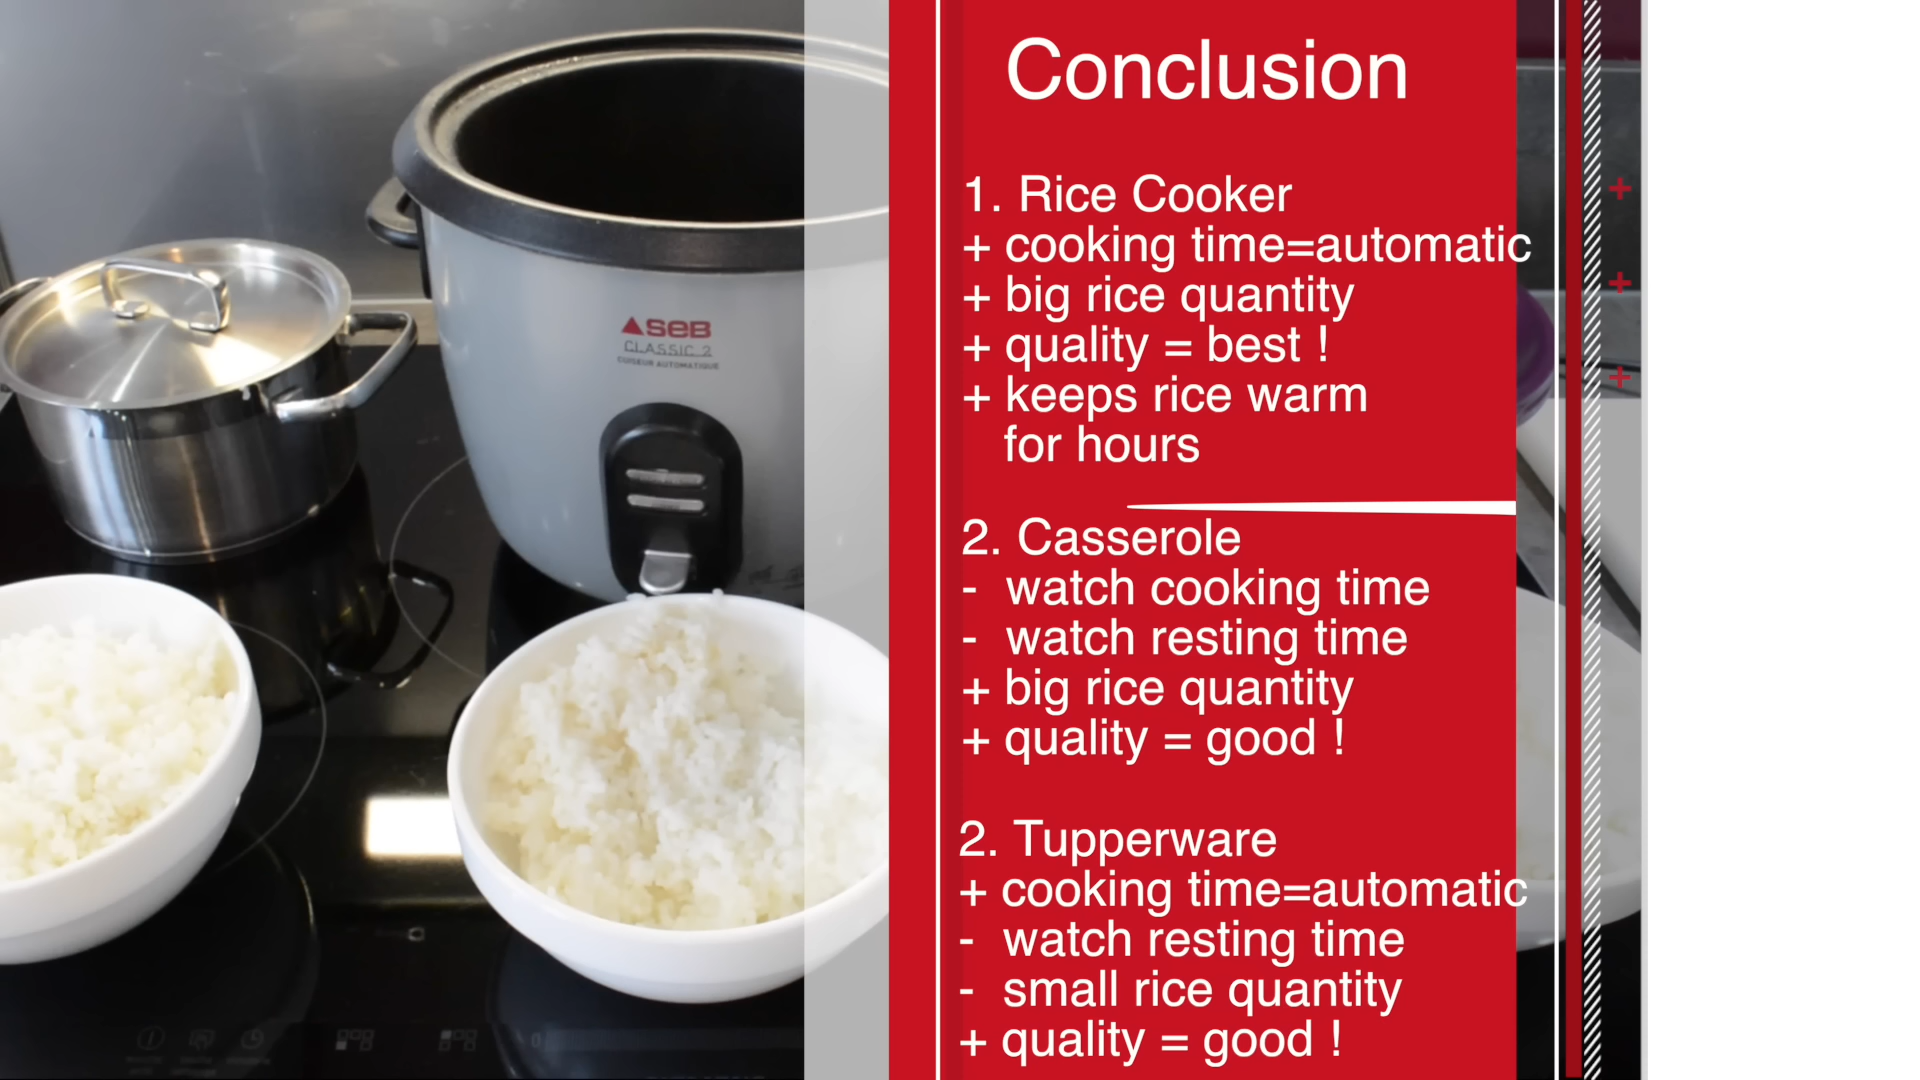 Conclusion
1. Rice Cooker
+ cooking time=automatic
+ big rice quantity
+ quality = best !
+ keeps rice warm
for hours
2. Casserole
- watch cooking time
- watch resting time
+ big rice quantity
+ quality = good !
2. Tupperware
+ cooking time=automatic
- watch resting time
- small rice quantity
+ quality = good !
SEB
CLASSIC 2
CUISEUR AUTOMATIQUE
+
+
+